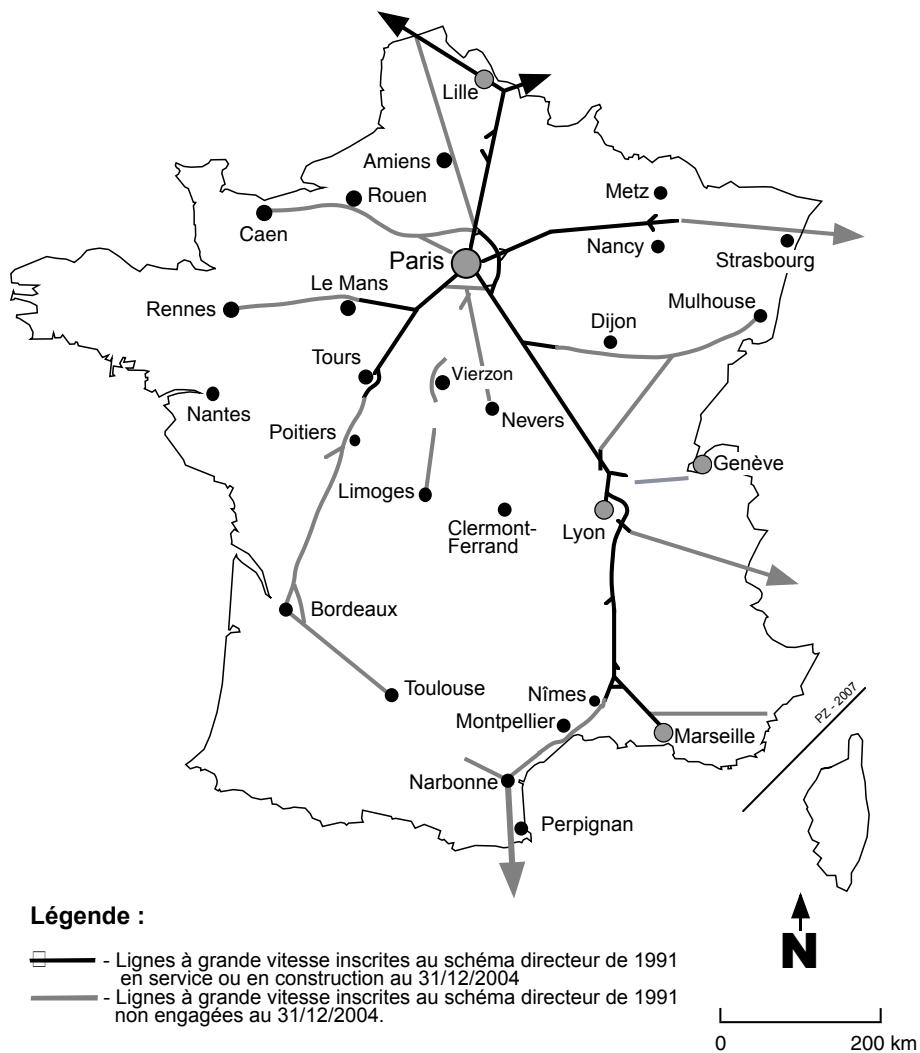 Lille
Amiens
Rouen
Metz
Caen
Nancy
Strasbourg
Paris
Le Mans
Mulhouse
Rennes
Dijon
Tours
Vierzon
Nantes
Nevers
Poitiers
Genève
Limoges
Clermont-
Ferrand
Lyon
Bordeaux
Toulouse
Nîmes
PZ - 2007
Montpellier
Marseille
Narbonne
Perpignan
Légende :
- Lignes à grande vitesse inscrites au schéma directeur de 1991
en service ou en construction au 31/12/2004
- Lignes à grande vitesse inscrites au schéma directeur de 1991
non engagées au 31/12/2004.
N
0 200 km